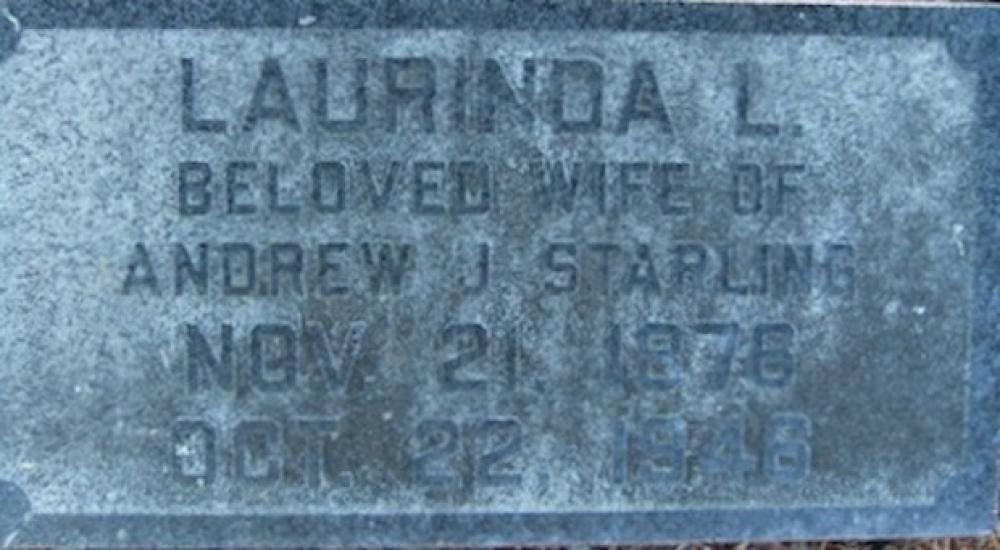 LAURINDA L.
BELOVED WIFE OF
ANDREW J. STARLING
NOV. 21, 1876
OCT. 22, 1946